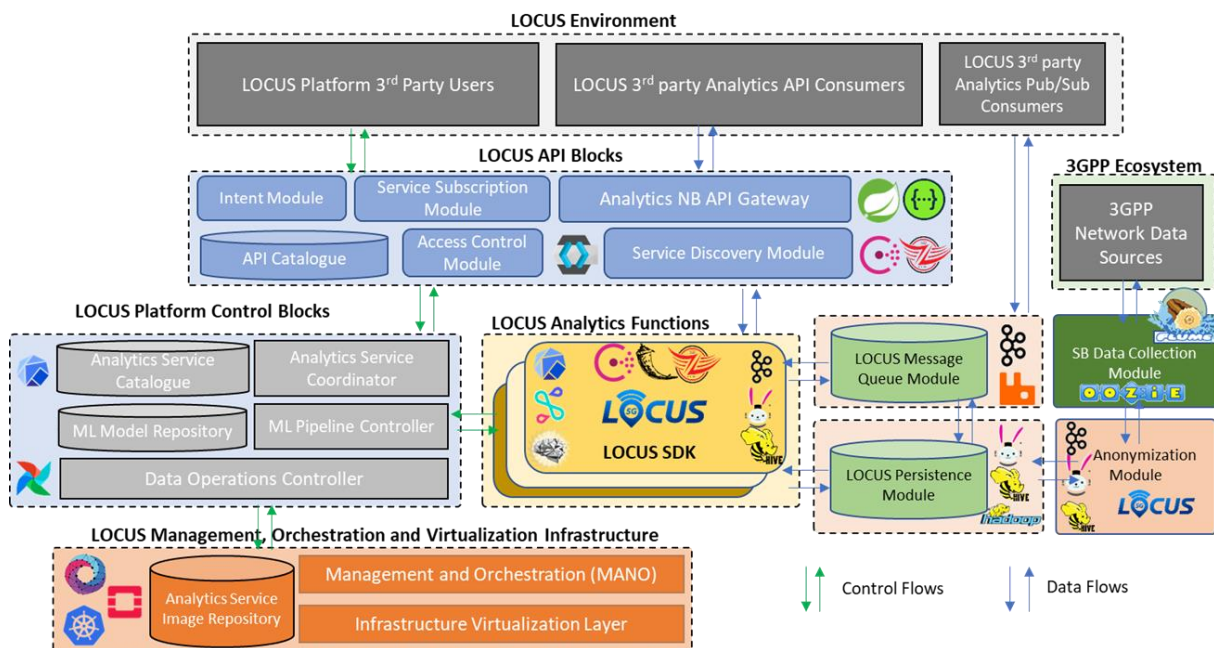 LOCUS Environment
LOCUS Platform 3rd Party Users
LOCUS 3rd party Analytics API Consumers
LOCUS 3rd party
Analytics Pub/Sub
Consumers
LOCUS API Blocks
Intent Module
Service Subscription
Module
Analytics NB API Gateway
{···}
API Catalogue
Access Control
Module
Service Discovery Module
3GPP Ecosystem
3GPP
Network Data
Sources
LOCUS Platform Control Blocks
Analytics Service
Catalogue
Analytics Service
Coordinator
ML Model Repository
ML Pipeline Controller
Data Operations Controller
LOCUS Analytics Functions
5G
LOCUS
LOCUS SDK
HIVE
LOCUS Message
Queue Module
FLUME
SB Data Collection
Module
OOZIE
LOCUS Persistence
Module
HIVE
hadoop
Anonymization
Module
HIVE
5G
LOCUS
LOCUS Management, Orchestration and Virtualization Infrastructure
Analytics Service
Image Repository
Management and Orchestration (MANO)
Infrastructure Virtualization Layer
Control Flows
Data Flows